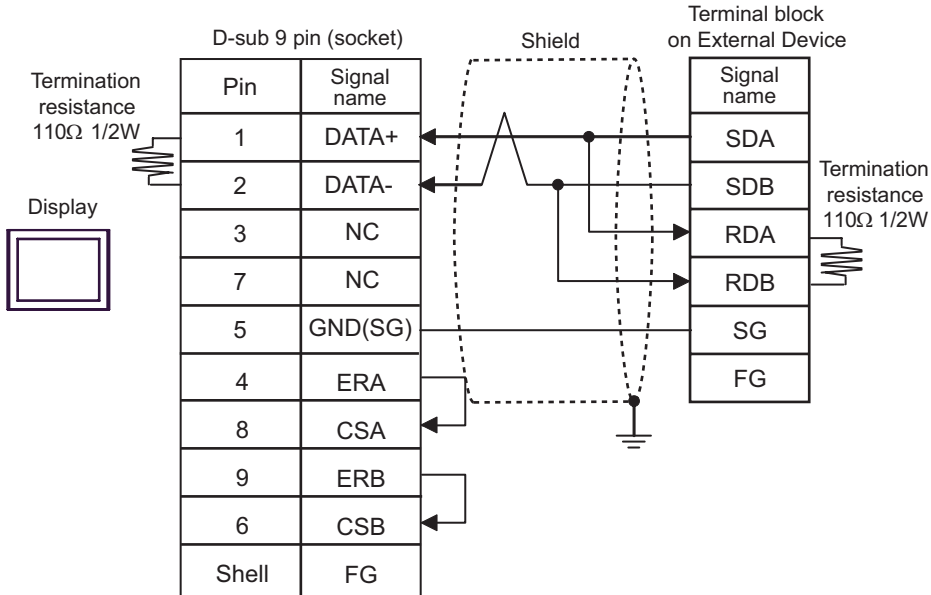 Terminal block
on External Device
D-sub 9 pin (socket)
Shield
Termination
resistance
110Ω 1/2W
Display
Pin Signal name
1 DATA+
2 DATA-
3 NC
7 NC
5 GND(SG)
4 ERA
8 CSA
9 ERB
6 CSB
Shell FG
Signal
name
SDA
SDB
RDA
RDB
SG
FG
Termination
resistance
110Ω 1/2W